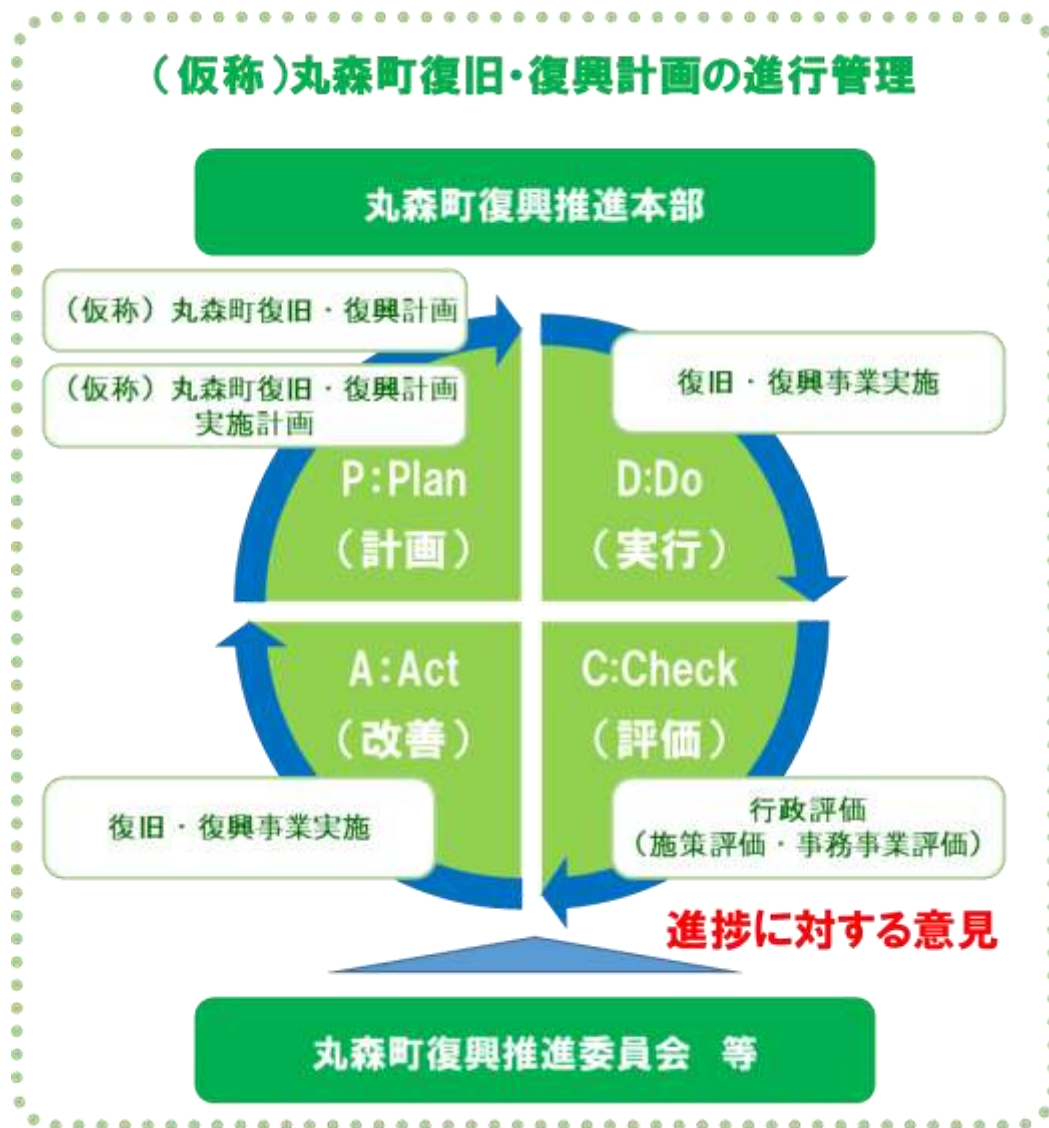 （仮称）丸森町復旧・復興計画の進行管理
丸森町復興推進本部
（仮称）丸森町復旧・復興計画
（仮称）丸森町復旧・復興計画
実施計画
復旧・復興事業実施
P:Plan
（計画）
D:Do
（実行）
A:Act
（改善）
C:Check
（評価）
復旧・復興事業実施
行政評価
（施策評価・事務事業評価）
進捗に対する意見
丸森町復興推進委員会　等